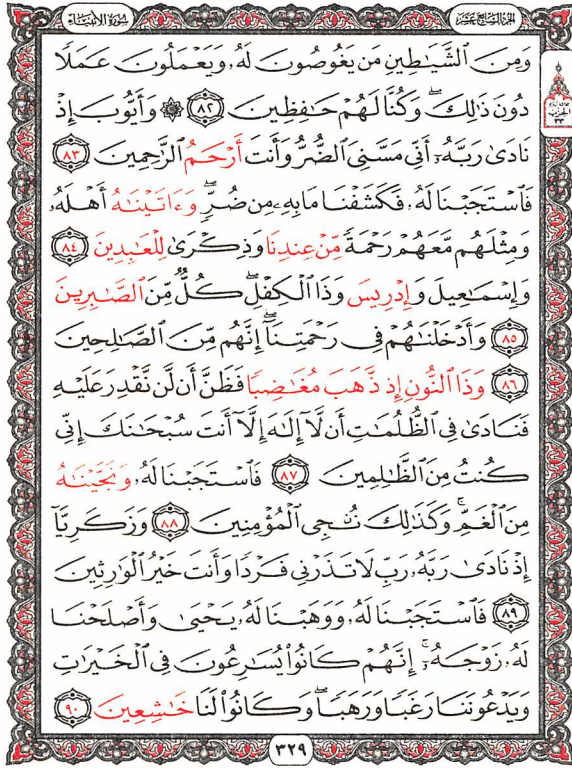 الجزء السابع عشر
سورة الأنبياء
وَمِنَ ٱلشَّيَٰطِينِ مَن يَغُوصُونَ لَهُۥ وَيَعْمَلُونَ عَمَلًا
دُونَ ذَٰلِكَ ۖ وَكُنَّا لَهُمْ حَٰفِظِينَ ٨٢ ۞ وَأَيُّوبَ إِذْ
نَادَىٰ رَبَّهُۥٓ أَنِّى مَسَّنِىَ ٱلضُّرُّ وَأَنتَ أَرْحَمُ ٱلرَّٰحِمِينَ ٨٣
فَٱسْتَجَبْنَا لَهُۥ فَكَشَفْنَا مَا بِهِۦ مِن ضُرٍّ ۖ وَءَاتَيْنَٰهُ أَهْلَهُۥ
وَمِثْلَهُم مَّعَهُمْ رَحْمَةً مِّنْ عِندِنَا وَذِكْرَىٰ لِلْعَٰبِدِينَ ٨٤
وَإِسْمَٰعِيلَ وَإِدْرِيسَ وَذَا ٱلْكِفْلِ ۖ كُلٌّ مِّنَ ٱلصَّٰبِرِينَ
٨٥ وَأَدْخَلْنَٰهُمْ فِى رَحْمَتِنَآ ۖ إِنَّهُم مِّنَ ٱلصَّٰلِحِينَ
٨٦ وَذَا ٱلنُّونِ إِذ ذَّهَبَ مُغَٰضِبًا فَظَنَّ أَن لَّن نَّقْدِرَ عَلَيْهِ
فَنَادَىٰ فِى ٱلظُّلُمَٰتِ أَن لَّآ إِلَٰهَ إِلَّآ أَنتَ سُبْحَٰنَكَ إِنِّى
كُنتُ مِنَ ٱلظَّٰلِمِينَ ٨٧ فَٱسْتَجَبْنَا لَهُۥ وَنَجَّيْنَٰهُ
مِنَ ٱلْغَمِّ ۚ وَكَذَٰلِكَ نُۨجِى ٱلْمُؤْمِنِينَ ٨٨ وَزَكَرِيَّآ
إِذْ نَادَىٰ رَبَّهُۥ رَبِّ لَا تَذَرْنِى فَرْدًا وَأَنتَ خَيْرُ ٱلْوَٰرِثِينَ
٨٩ فَٱسْتَجَبْنَا لَهُۥ وَوَهَبْنَا لَهُۥ يَحْيَىٰ وَأَصْلَحْنَا
لَهُۥ زَوْجَهُۥٓ ۚ إِنَّهُمْ كَانُوا۟ يُسَٰرِعُونَ فِى ٱلْخَيْرَٰتِ
وَيَدْعُونَنَا رَغَبًا وَرَهَبًا ۖ وَكَانُوا۟ لَنَا خَٰشِعِينَ ٩٠
٣٢٩